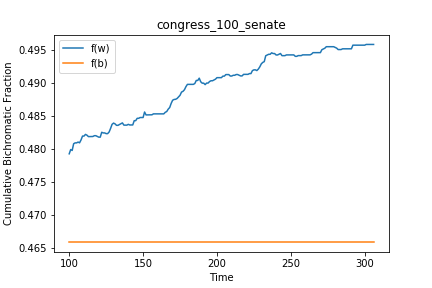 congress_100_senate
f(w)
f(b)
Cumulative Bichromatic Fraction
0.495
0.490
0.485
0.480
0.475
0.470
0.465
100
150
200
250
300
Time